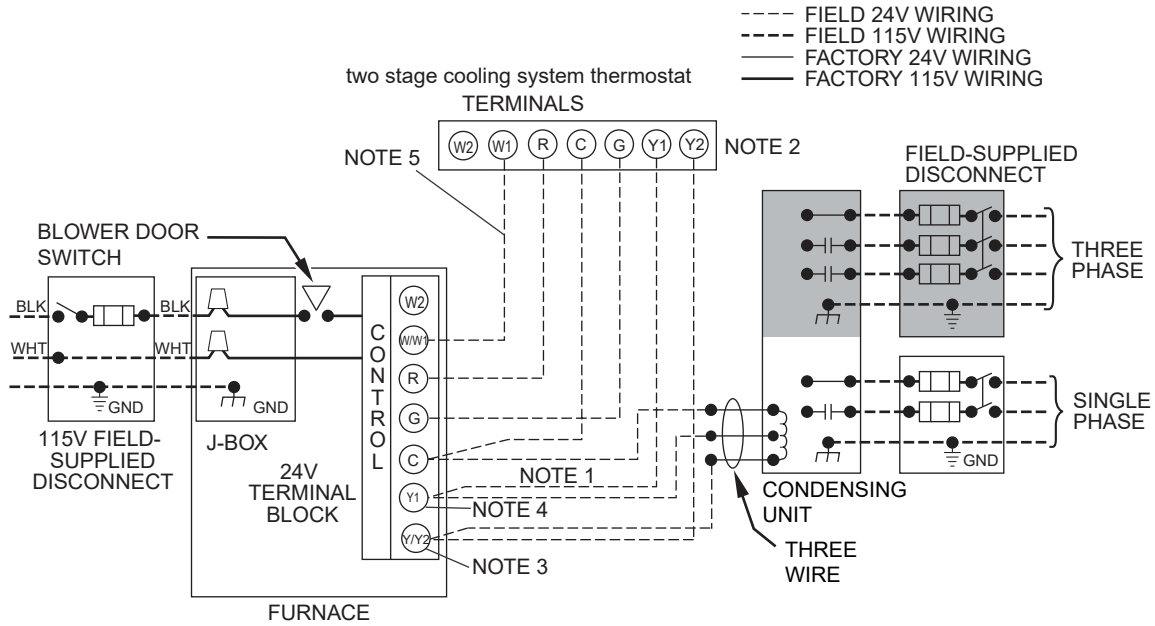 FIELD 24V WIRING
FIELD 115V WIRING
FACTORY 24V WIRING
FACTORY 115V WIRING
two stage cooling system thermostat
TERMINALS
W2 W1 R C G Y1 Y2
NOTE 2
NOTE 5
FIELD-SUPPLIED
DISCONNECT
THREE
PHASE
BLOWER DOOR
SWITCH
BLK
BLK
WHT
WHT
GND
GND
115V FIELD-
SUPPLIED
DISCONNECT
J-BOX
24V
TERMINAL
BLOCK
CONTROL
W2
W/W1
R
G
C
Y1
Y/Y2
NOTE 1
NOTE 4
NOTE 3
FURNACE
SINGLE
PHASE
GND
CONDENSING
UNIT
THREE
WIRE